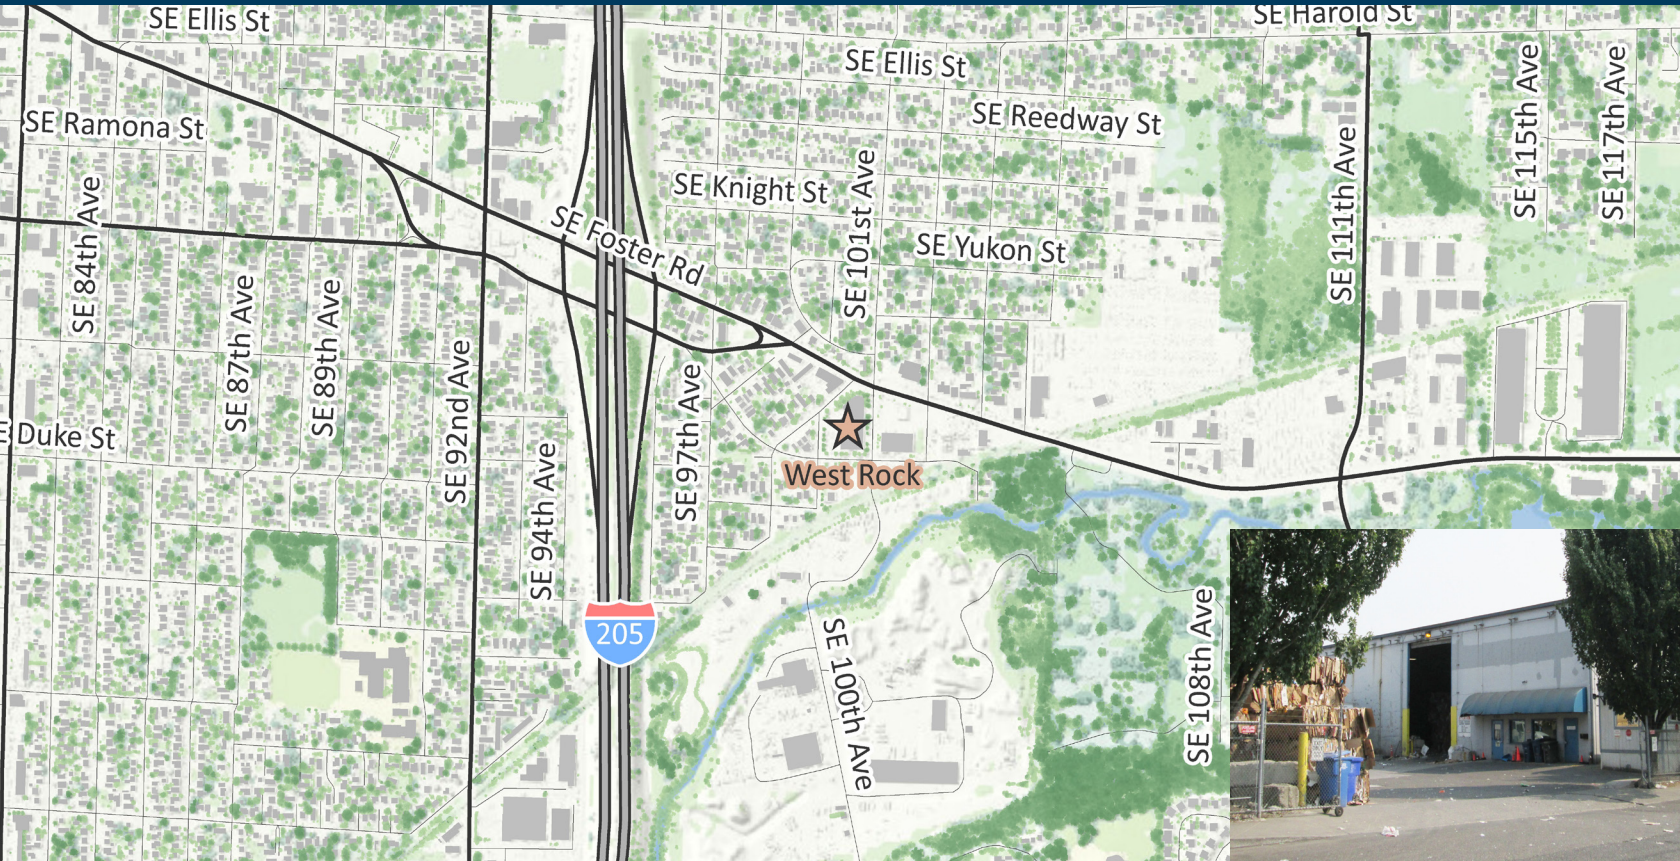 SE Ellis St
SE Harold St
SE Ellis St
SE Ramona St
SE Reedway St
SE 115th Ave
SE 117th Ave
SE 84th Ave
SE Knight St
SE 101st Ave
SE 111th Ave
SE Foster Rd
SE Yukon St
SE 87th Ave
SE 89th Ave
SE 92nd Ave
SE 97th Ave
Duke St
SE 94th Ave
West Rock
205
SE 100th Ave
SE 108th Ave